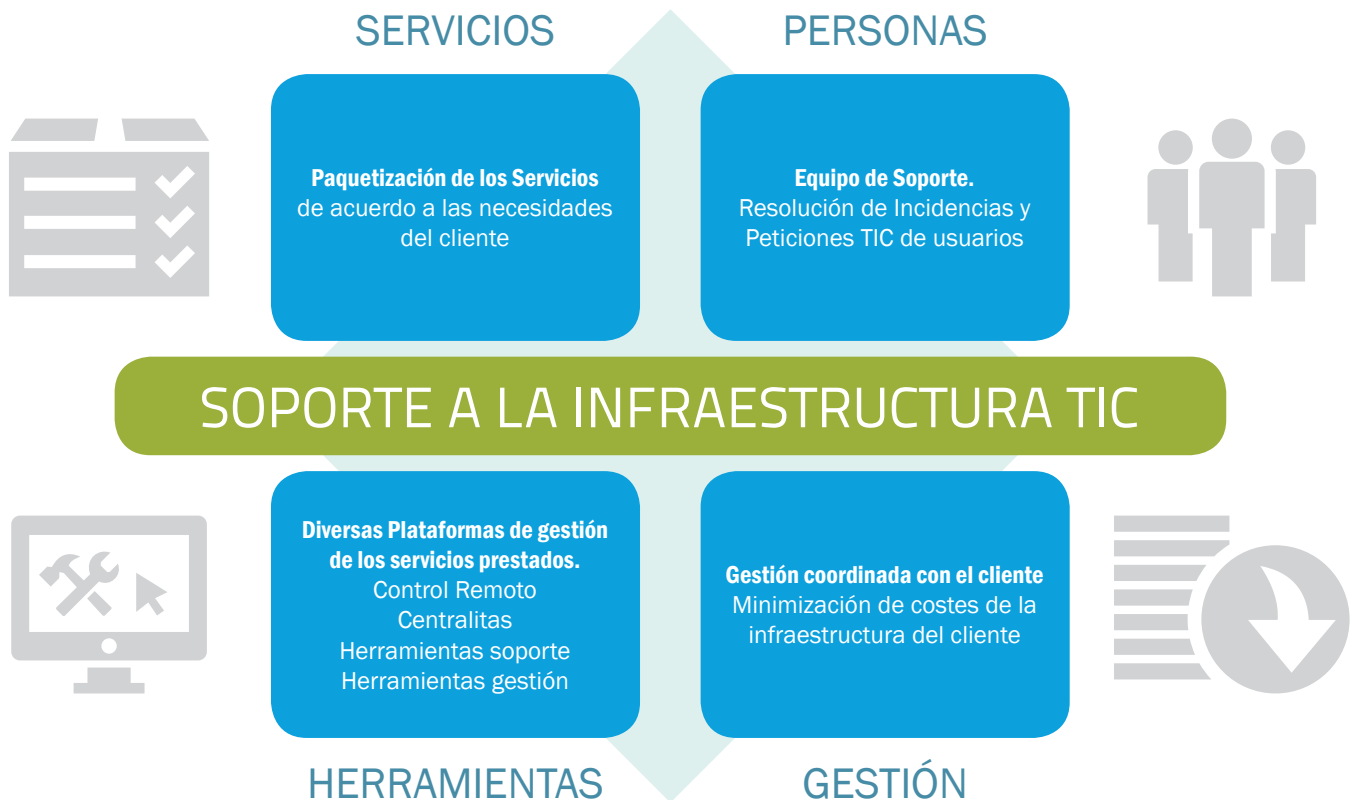 SERVICIOS
PERSONAS
Paquetización de los Servicios
de acuerdo a las necesidades
del cliente
Equipo de Soporte.
Resolución de Incidencias y
Peticiones TIC de usuarios
SOPORTE A LA INFRAESTRUCTURA TIC
Diversas Plataformas de gestión
de los servicios prestados.
Control Remoto
Centralitas
Herramientas soporte
Herramientas gestión
Gestión coordinada con el cliente
Minimización de costes de la
infraestructura del cliente
HERRAMIENTAS
GESTIÓN